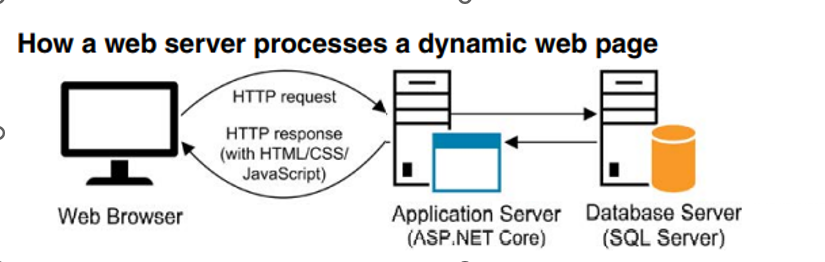 How a web server processes a dynamic web page
HTTP request
HTTP response
(with HTML/CSS/
JavaScript)
Web Browser
Application Server
(ASP.NET Core)
Database Server
(SQL Server)